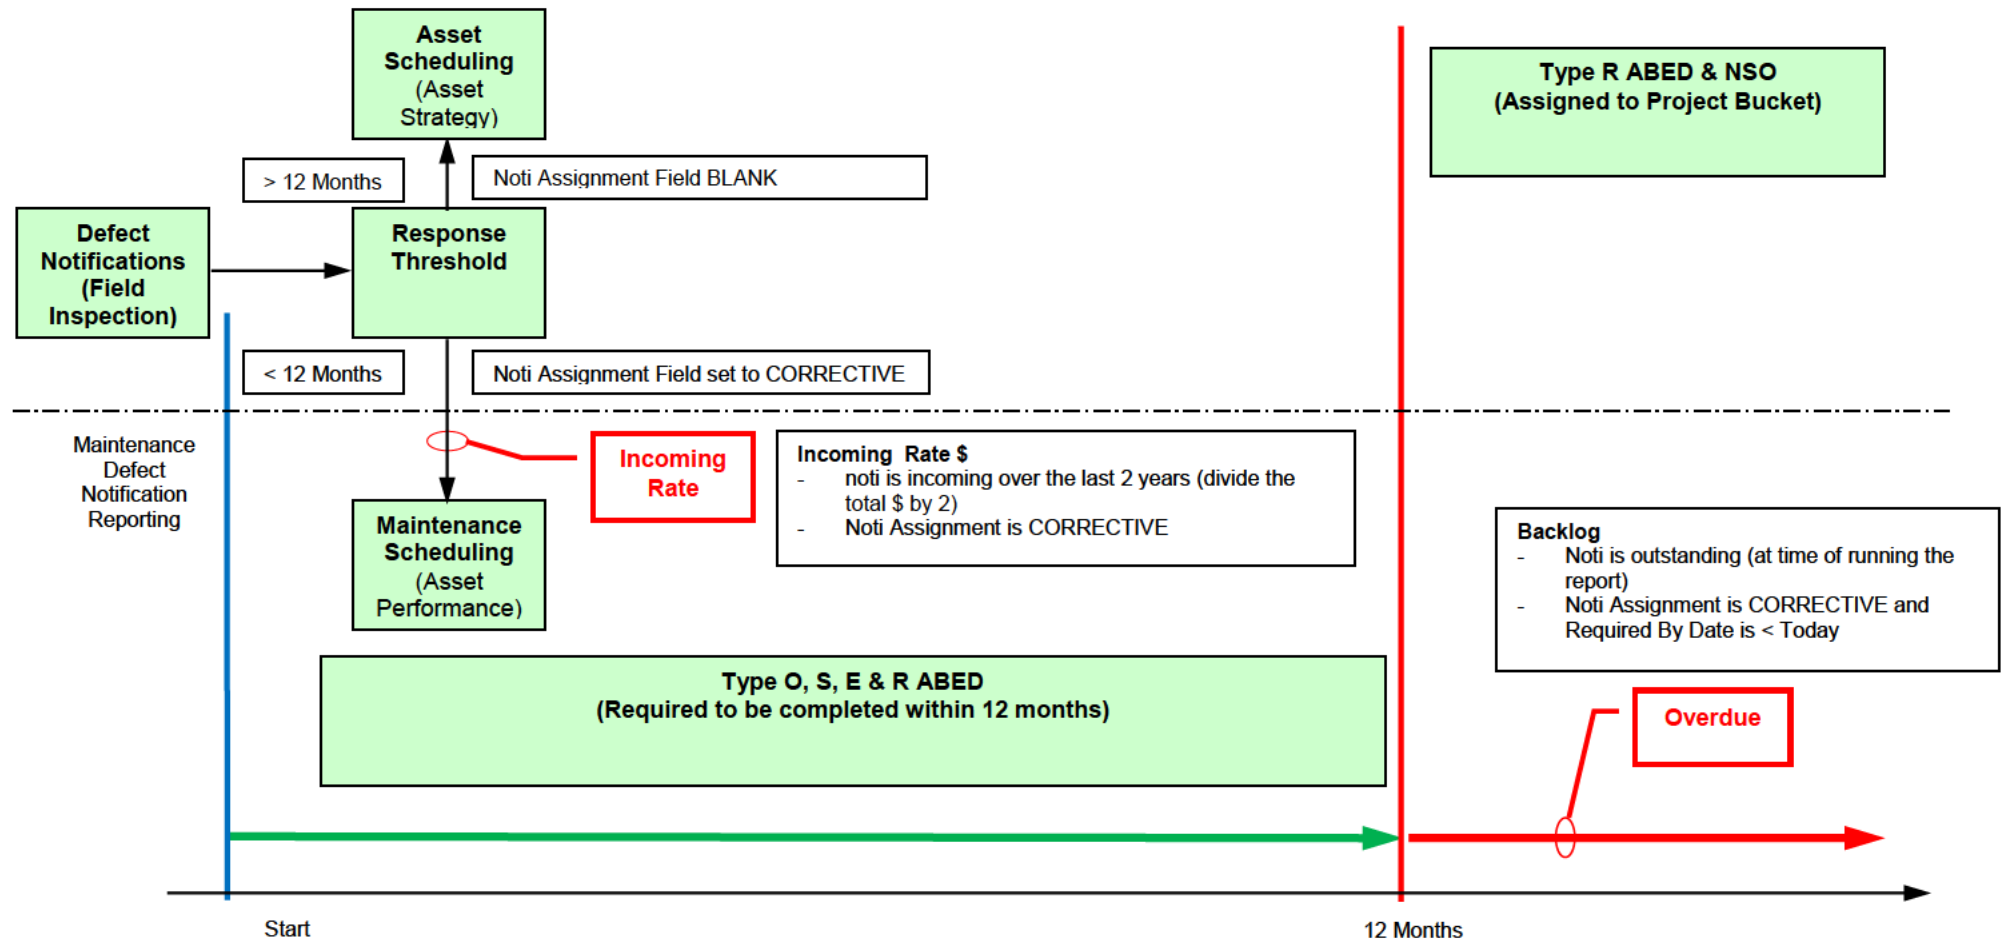 Asset
Scheduling
(Asset
Strategy)
Type R ABED & NSO
(Assigned to Project Bucket)
> 12 Months
Noti Assignment Field BLANK
Defect
Notifications
(Field
Inspection)
Response
Threshold
< 12 Months
Noti Assignment Field set to CORRECTIVE
Maintenance
Defect
Notification
Reporting
Incoming
Rate
Incoming Rate $
- noti is incoming over the last 2 years (divide the
total $ by 2)
- Noti Assignment is CORRECTIVE
Maintenance
Scheduling
(Asset
Performance)
Backlog
- Noti is outstanding (at time of running the
report)
- Noti Assignment is CORRECTIVE and
Required By Date is < Today
Type O, S, E & R ABED
(Required to be completed within 12 months)
Overdue
Start
12 Months